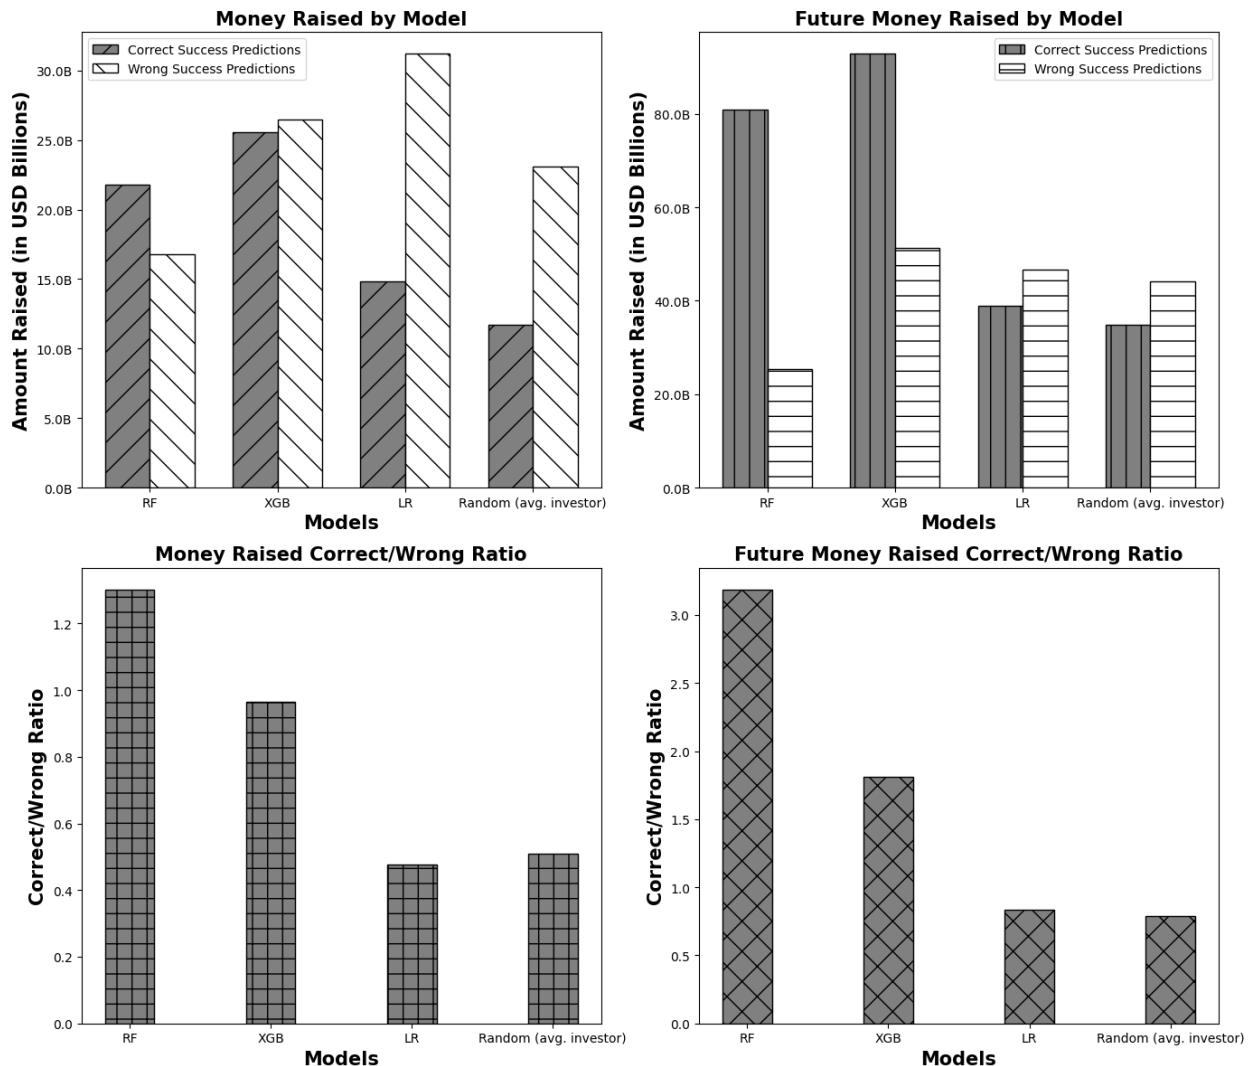 Money Raised by Model
Amount Raised (in USD Billions)
30.0B
25.0B
20.0B
15.0B
10.0B
5.0B
0.0B
Correct Success Predictions
Wrong Success Predictions
RF XGB LR Random (avg. investor)
Models
Future Money Raised by Model
Amount Raised (in USD Billions)
80.0B
60.0B
40.0B
20.0B
0.0B
Correct Success Predictions
Wrong Success Predictions
RF XGB LR Random (avg. investor)
Models
Money Raised Correct/Wrong Ratio
Correct/Wrong Ratio
1.2
1.0
0.8
0.6
0.4
0.2
0.0
RF XGB LR Random (avg. investor)
Models
Future Money Raised Correct/Wrong Ratio
Correct/Wrong Ratio
3.0
2.5
2.0
1.5
1.0
0.5
0.0
RF XGB LR Random (avg. investor)
Models